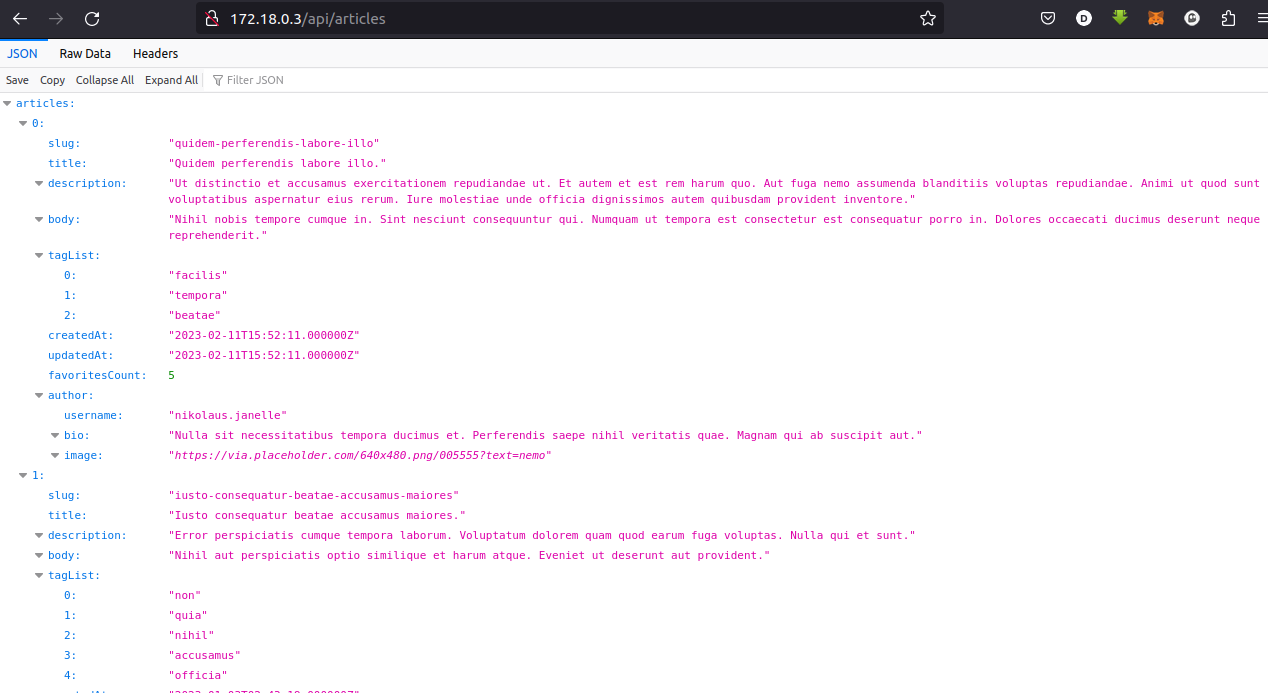 172.18.0.3/api/articles
JSON Raw Data Headers
Save Copy Collapse All Expand All Filter JSON
articles:
0:
slug: "quidem-perferendis-labore-illo"
title: "Quidem perferendis labore illo."
description: "Ut distinctio et accusamus exercitationem repudiandae ut. Et autem et est rem harum quo. Aut fuga nemo assumenda blanditiis voluptas repudiandae. Animi ut quod sunt
voluptatibus aspernatur eius rerum. Iure molestiae unde officia dignissimos autem quibusdam provident inventore."
body: "Nihil nobis tempore cumque in. Sint nesciunt consequuntur qui. Numquam ut tempora est consectetur est consequatur porro in. Dolores occaecati ducimus deserunt neque
reprehenderit."
tagList:
0: "facilis"
1: "tempora"
2: "beatae"
createdAt: "2023-02-11T15:52:11.000000Z"
updatedAt: "2023-02-11T15:52:11.000000Z"
favoritesCount: 5
author:
username: "nikolaus.janelle"
bio: "Nulla sit necessitatibus tempora ducimus et. Perferendis saepe nihil veritatis quae. Magnam qui ab suscipit aut."
image: "https://via.placeholder.com/640x480.png/005555?text=nemo"
1:
slug: "iusto-consequatur-beatae-accusamus-maiores"
title: "Iusto consequatur beatae accusamus maiores."
description: "Error perspiciatis cumque tempora laborum. Voluptatum dolorem quam quod earum fuga voluptas. Nulla qui et sunt."
body: "Nihil aut perspiciatis optio similique et harum atque. Eveniet ut deserunt aut provident."
tagList:
0: "non"
1: "quia"
2: "nihil"
3: "accusamus"
4: "officia"